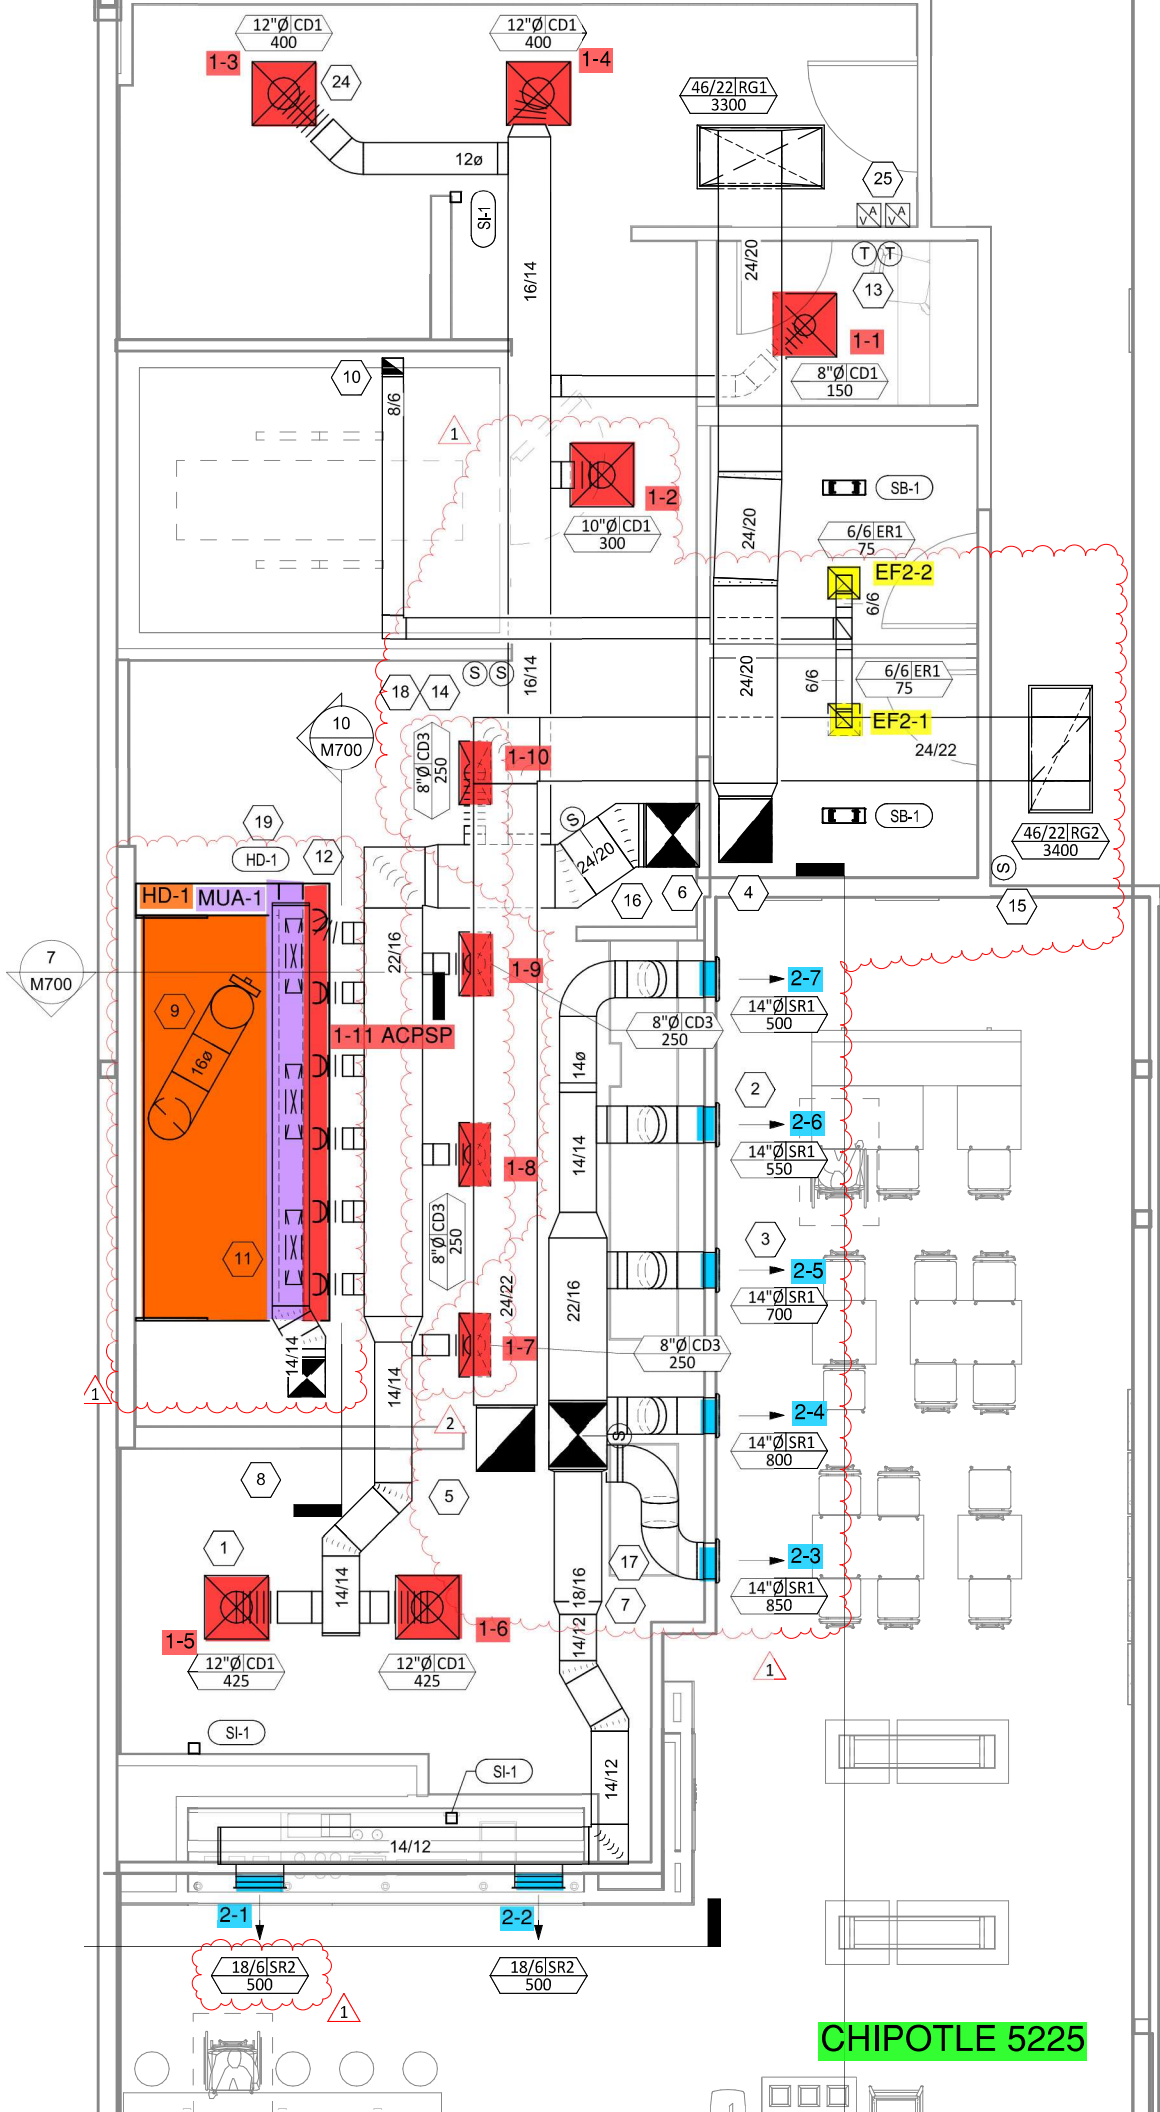 12"Ø CD1
400
12"Ø CD1
400
1-3
1-4
24
46/22 RG1
3300
12ø
25
V A
V A
SI-1
T T
24/20
16/14
13
1-1
8"Ø CD1
150
10
8/6
1
1-2
10"Ø CD1
300
SB-1
24/20
6/6 ER1
75
EF2-2
6/6
16/14
S S
18
14
24/20
6/6
6/6 ER1
75
EF2-1
24/22
10
M700
8"Ø CD3
250
1-10
19
HD-1
12
S
24/20
SB-1
46/22 RG2
3400
S
16
6
4
15
HD-1
MUA-1
22/16
7
M700
1-9
2-7
14"Ø SR1
500
9
16ø
1-11 ACPSP
8"Ø CD3
250
14ø
2
2-6
14"Ø SR1
550
14/14
1-8
8"Ø CD3
250
11
3
2-5
14"Ø SR1
700
24/22
22/16
14/14
1-7
8"Ø CD3
250
14/14
1
2
2-4
14"Ø SR1
800
S
8
5
1
17
2-3
14"Ø SR1
850
14/14
18/16
7
14/12
1-5
1-6
12"Ø CD1
425
12"Ø CD1
425
1
SI-1
SI-1
14/12
14/12
2-1
2-2
18/6 SR2
500
18/6 SR2
500
1
CHIPOTLE 5225